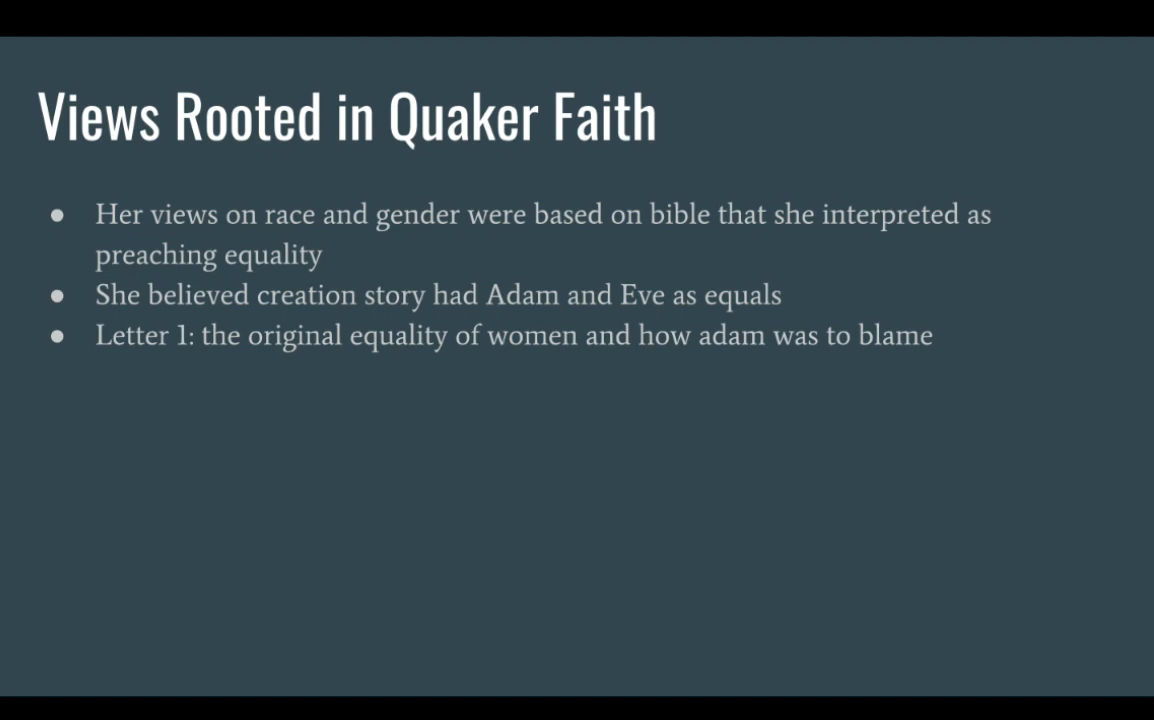 Views Rooted in Quaker Faith
● Her views on race and gender were based on bible that she interpreted as
preaching equality
● She believed creation story had Adam and Eve as equals
● Letter 1: the original equality of women and how adam was to blame